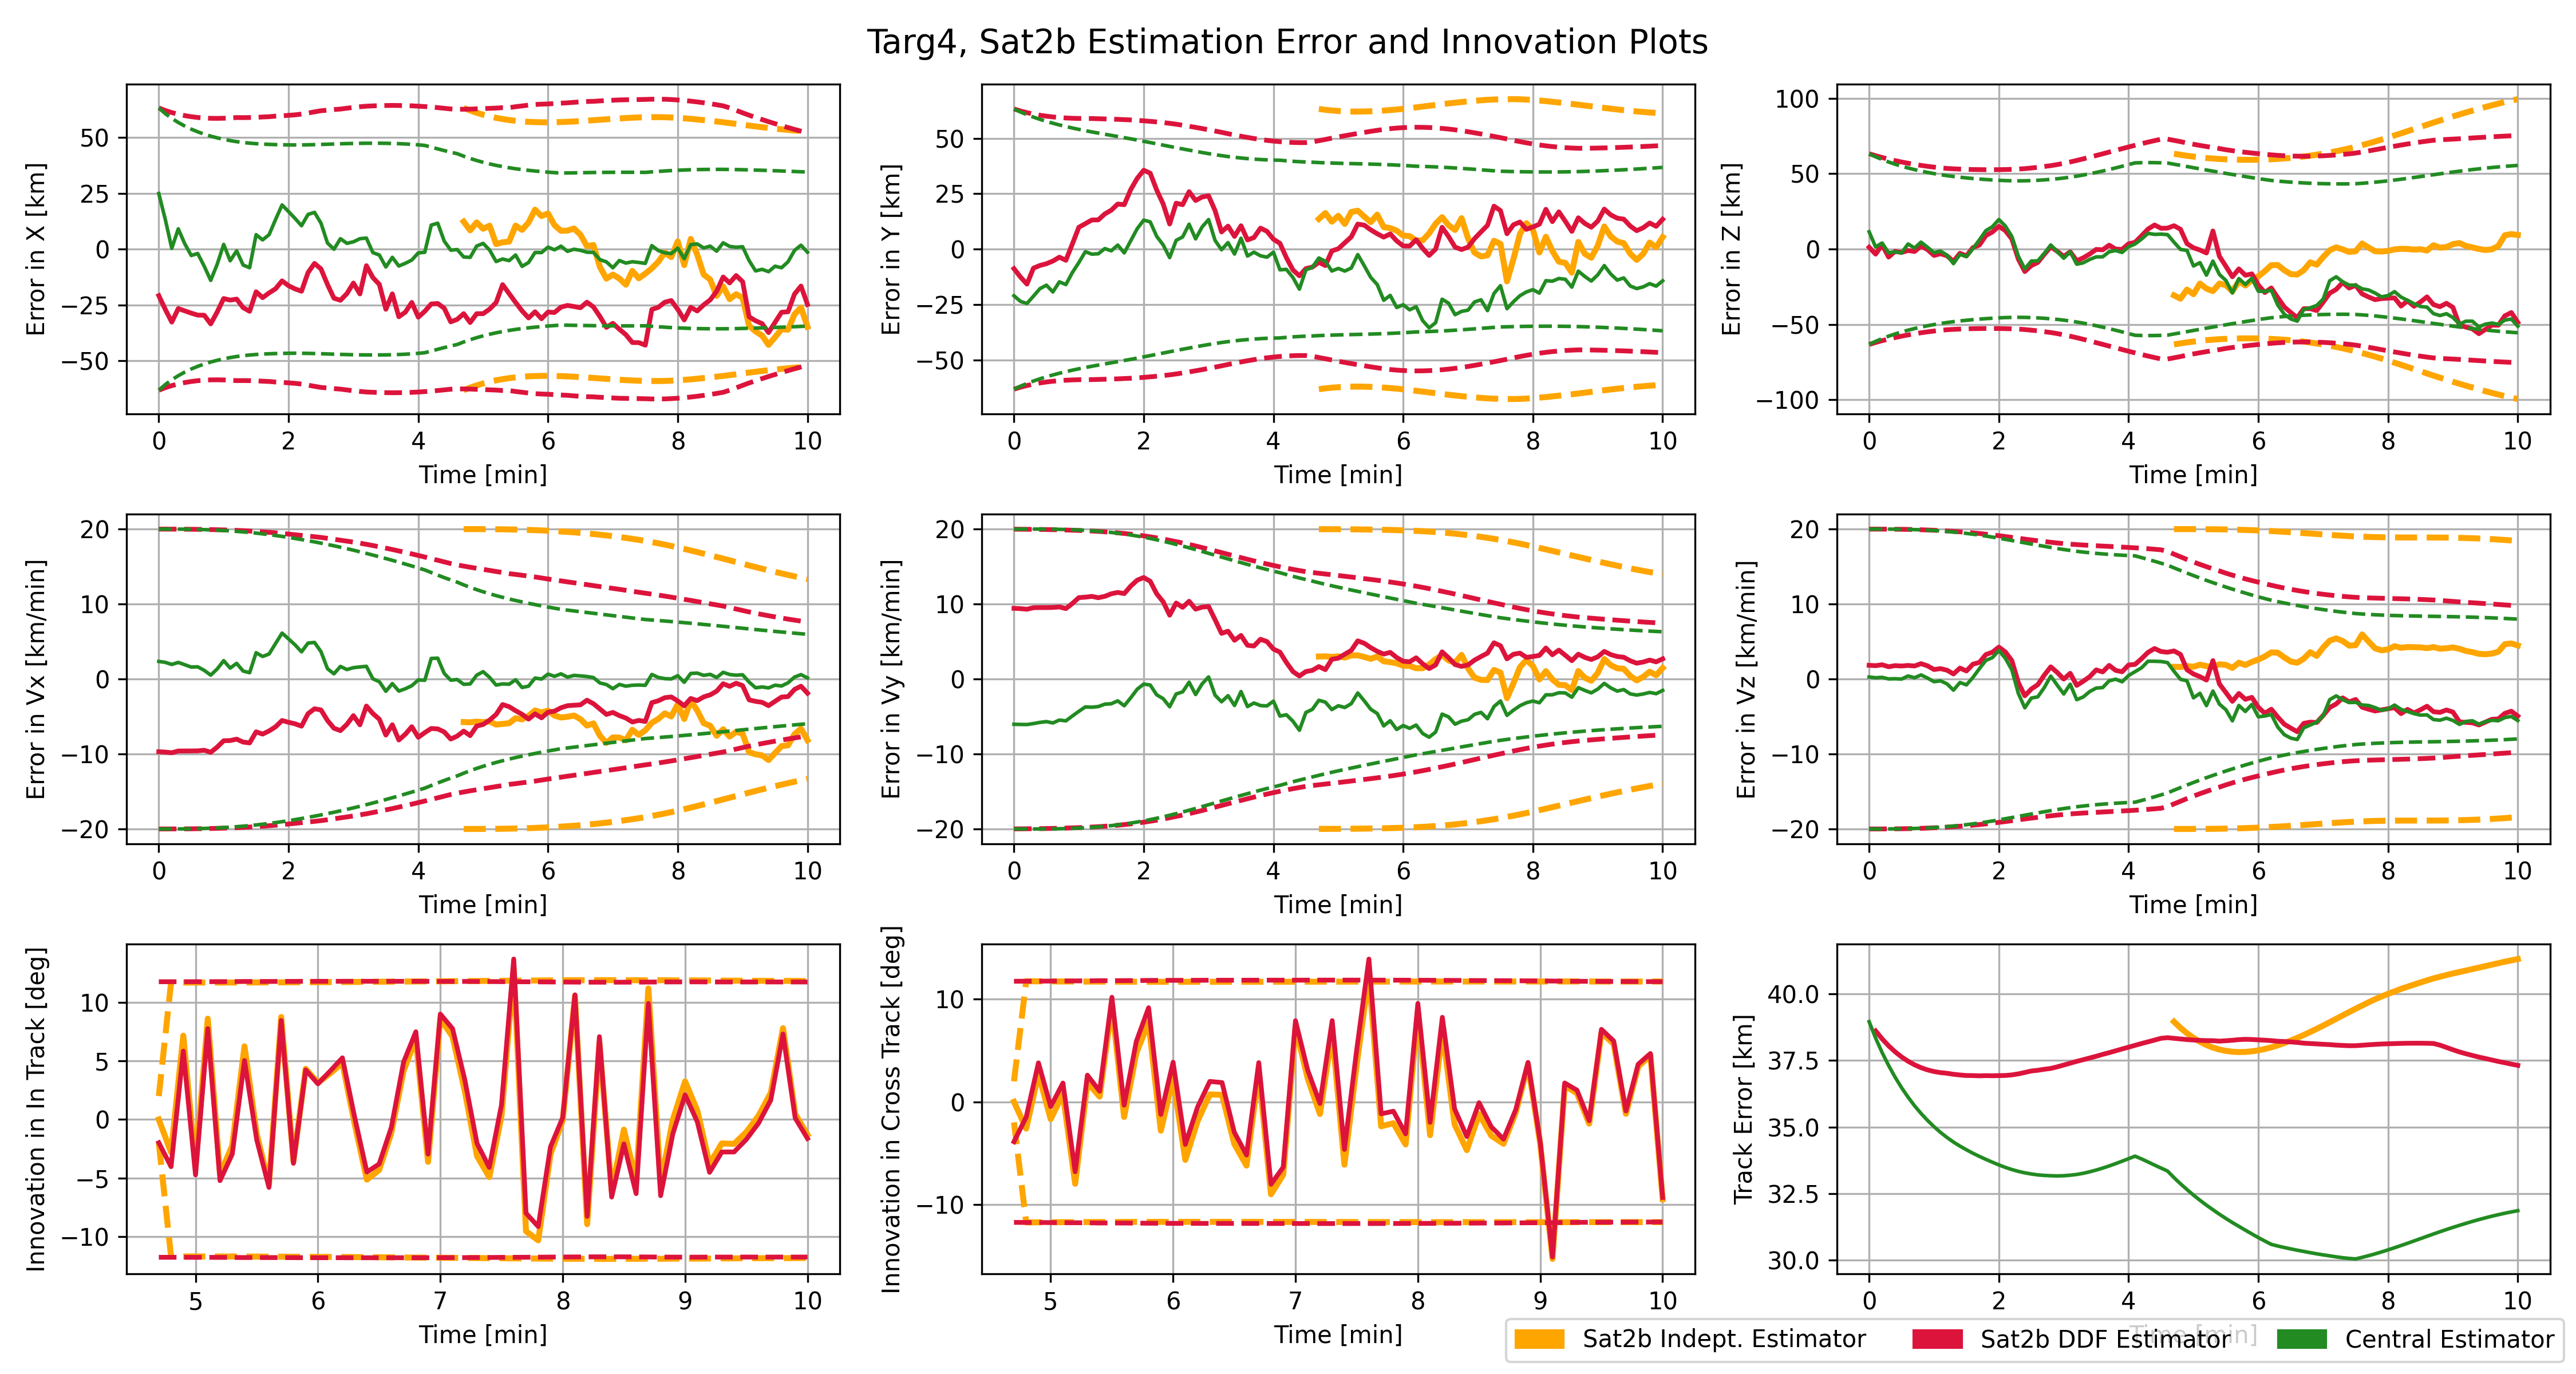 Targ4, Sat2b Estimation Error and Innovation Plots
Error in X [km]
50
25
0
−25
−50
0 2 4 6 8 10
Time [min]
Error in Y [km]
50
25
0
−25
−50
0 2 4 6 8 10
Time [min]
Error in Z [km]
100
50
0
−50
−100
0 2 4 6 8 10
Time [min]
Error in Vx [km/min]
20
10
0
−10
−20
0 2 4 6 8 10
Time [min]
Error in Vy [km/min]
20
10
0
−10
−20
0 2 4 6 8 10
Time [min]
Error in Vz [km/min]
20
10
0
−10
−20
0 2 4 6 8 10
Time [min]
Innovation in In Track [deg]
10
5
0
−5
−10
5 6 7 8 9 10
Time [min]
Innovation in Cross Track [deg]
10
0
−10
5 6 7 8 9 10
Time [min]
Track Error [km]
40.0
37.5
35.0
32.5
30.0
0 2 4 6 8 10
Time [min]
Sat2b Indept. Estimator Sat2b DDF Estimator Central Estimator